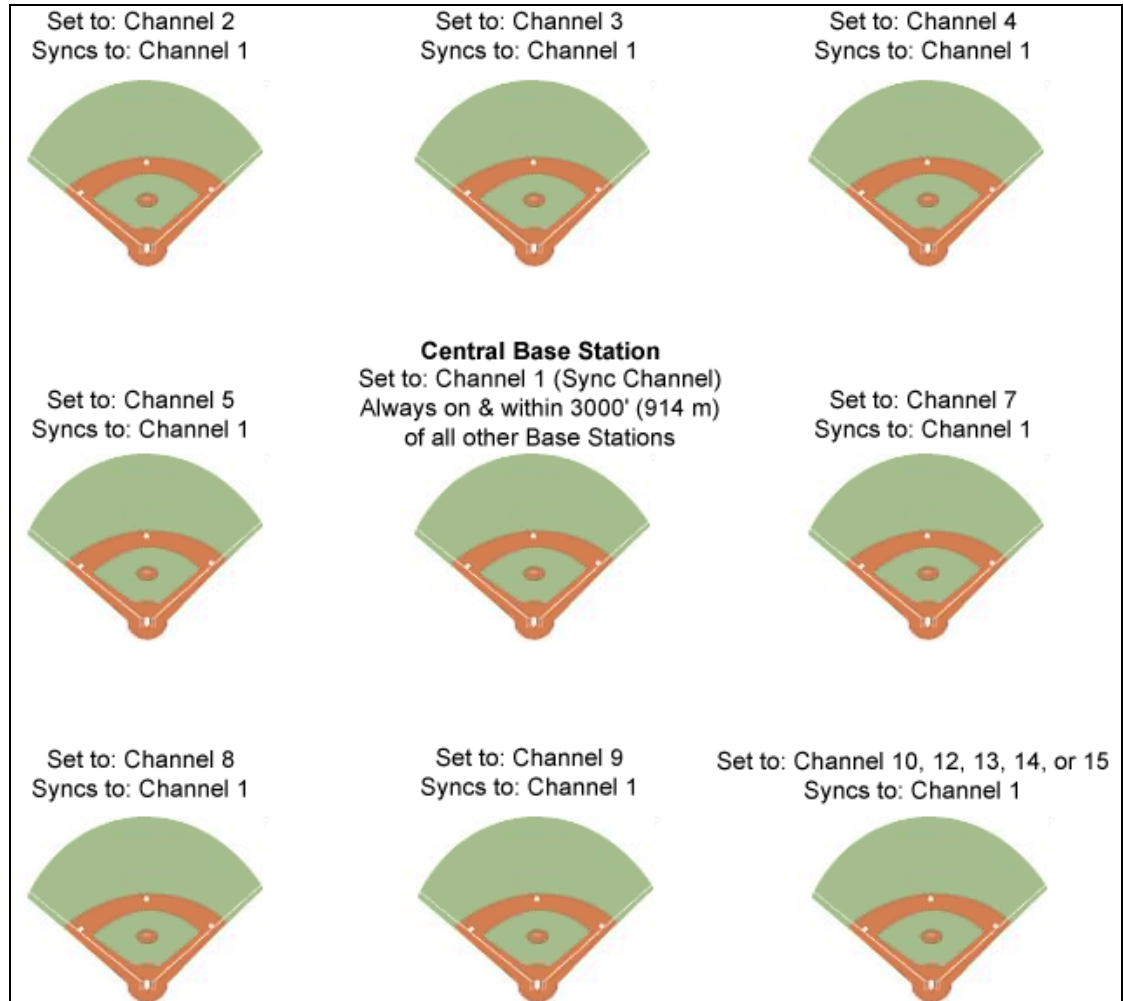 Set to: Channel 2
Syncs to: Channel 1
Set to: Channel 3
Syncs to: Channel 1
Set to: Channel 4
Syncs to: Channel 1
Set to: Channel 5
Syncs to: Channel 1
Central Base Station
Set to: Channel 1 (Sync Channel)
Always on & within 3000' (914 m)
of all other Base Stations
Set to: Channel 7
Syncs to: Channel 1
Set to: Channel 8
Syncs to: Channel 1
Set to: Channel 9
Syncs to: Channel 1
Set to: Channel 10, 12, 13, 14, or 15
Syncs to: Channel 1